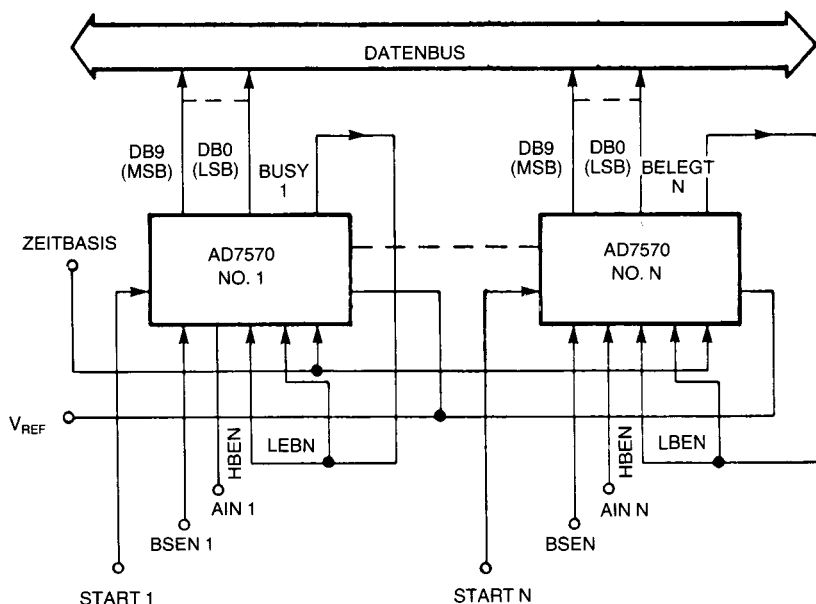 DATENBUS
DB9
(MSB)
DB0
(LSB)
BUSY
1
DB9
(MSB)
DB0
(LSB)
BELEGT
N
ZEITBASIS
AD7570
NO. 1
AD7570
NO. N
VREF
HBEN
LEBN
HBEN
LBEN
AIN 1
AIN N
BSEN 1
BSEN
START 1
START N